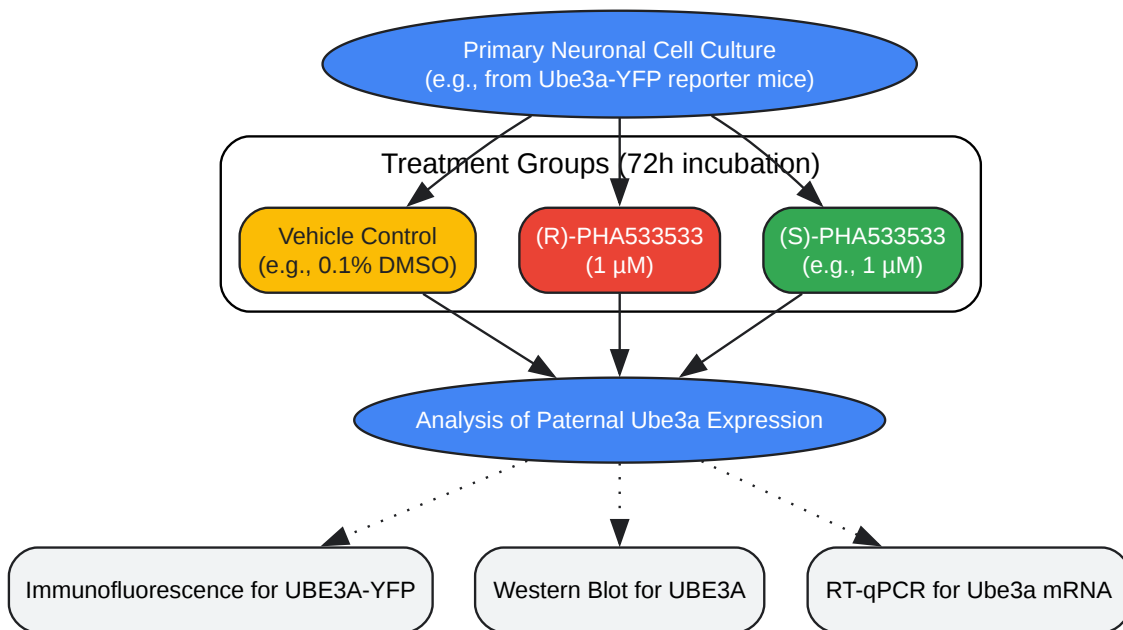 Primary Neuronal Cell Culture
(e.g., from Ube3a-YFP reporter mice)
Treatment Groups (72h incubation)
Vehicle Control
(e.g., 0.1% DMSO)
(R)-PHA533533
(1 µM)
(S)-PHA533533
(e.g., 1 µM)
Analysis of Paternal Ube3a Expression
Immunofluorescence for UBE3A-YFP
Western Blot for UBE3A
RT-qPCR for Ube3a mRNA